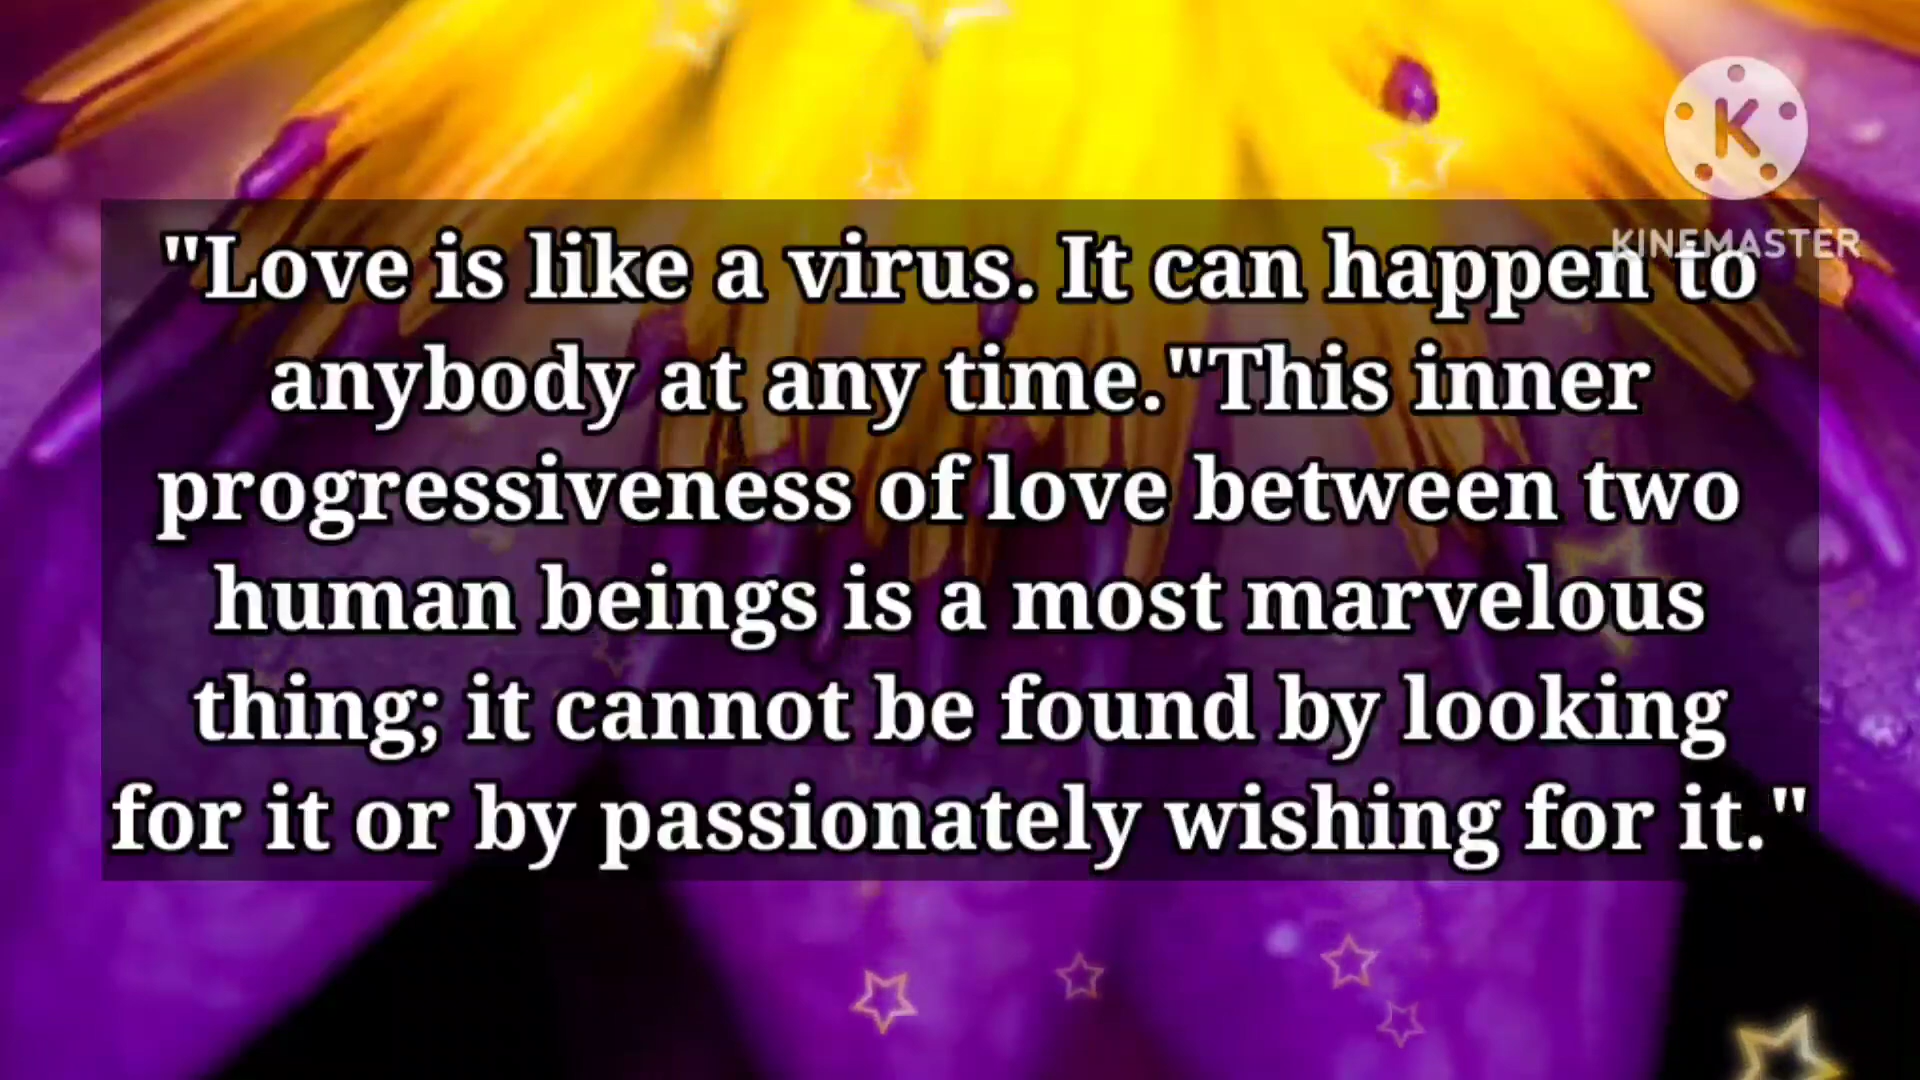 K
KINEMASTER
"Love is like a virus. It can happen to
anybody at any time."This inner
progressiveness of love between two
human beings is a most marvelous
thing; it cannot be found by looking
for it or by passionately wishing for it."